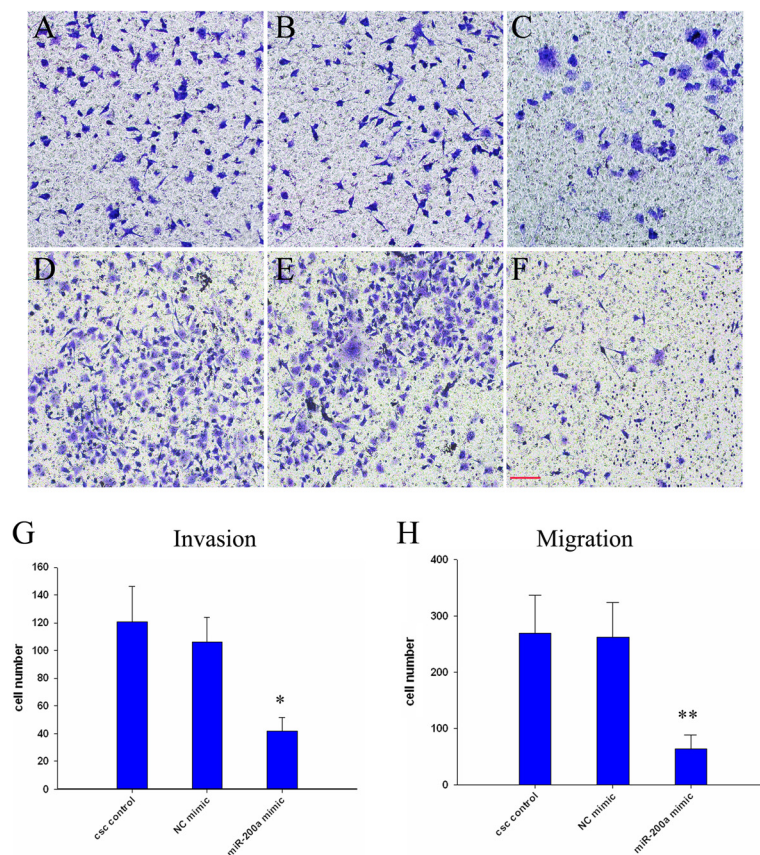 A B C
D E F
G Invasion
160
140
120
100
80
60
40
20
0
cell number
*
csc control
NC mimic
miR-200a mimic
H Migration
400
300
200
100
0
cell number
**
csc control
NC mimic
miR-200a mimic